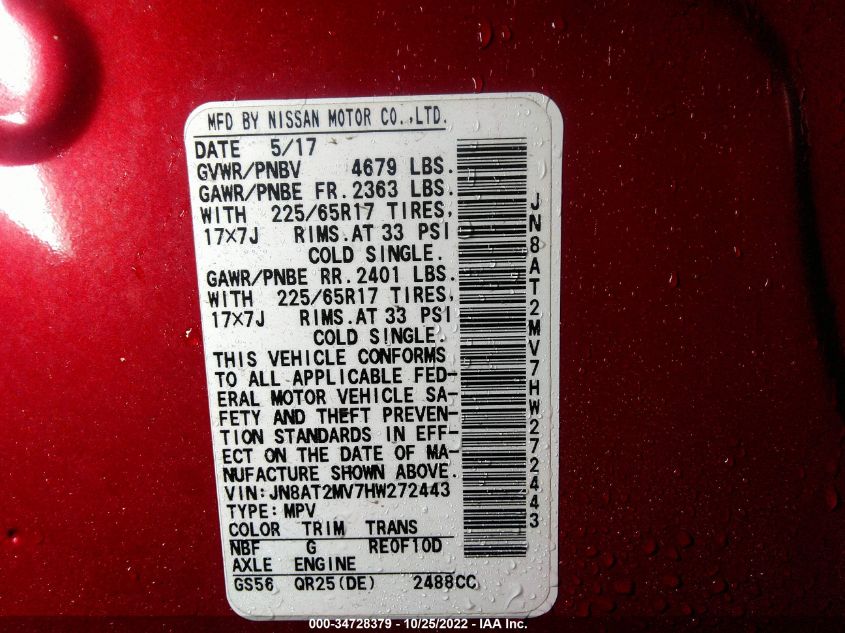 MFD BY NISSAN MOTOR CO.,LTD.
DATE 5/17
GVWR/PNBV 4679 LBS.
GAWR/PNBE FR.2363 LBS.
WITH 225/65R17 TIRES,
17×7J RIMS.AT 33 PSI
COLD SINGLE.
GAWR/PNBE RR.2401 LBS.
WITH 225/65R17 TIRES,
17×7J RIMS.AT 33 PSI
COLD SINGLE.
THIS VEHICLE CONFORMS
TO ALL APPLICABLE FED-
ERAL MOTOR VEHICLE SA-
FETY AND THEFT PREVEN-
TION STANDARDS IN EFF-
ECT ON THE DATE OF MA-
NUFACTURE SHOWN ABOVE.
VIN:JN8AT2MV7HW272443
TYPE:MPV
COLOR TRIM TRANS
NBF G RE0F10D
AXLE ENGINE
GS56 QR25(DE) 2488CC
JN8AT2MV7HW272443
000-34728379 - 10/25/2022 - IAA Inc.